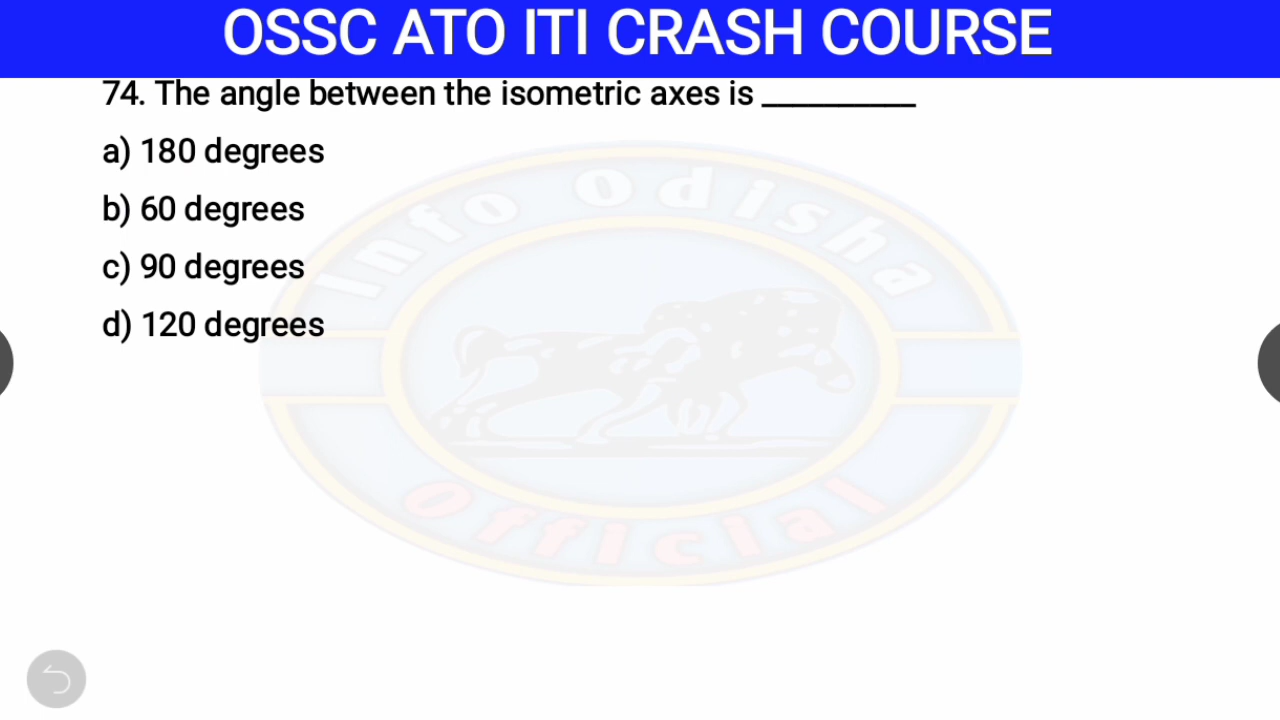 OSSC ATO ITI CRASH COURSE
74. The angle between the isometric axes is __________
a) 180 degrees
b) 60 degrees
c) 90 degrees
d) 120 degrees
Info Odisha
Official